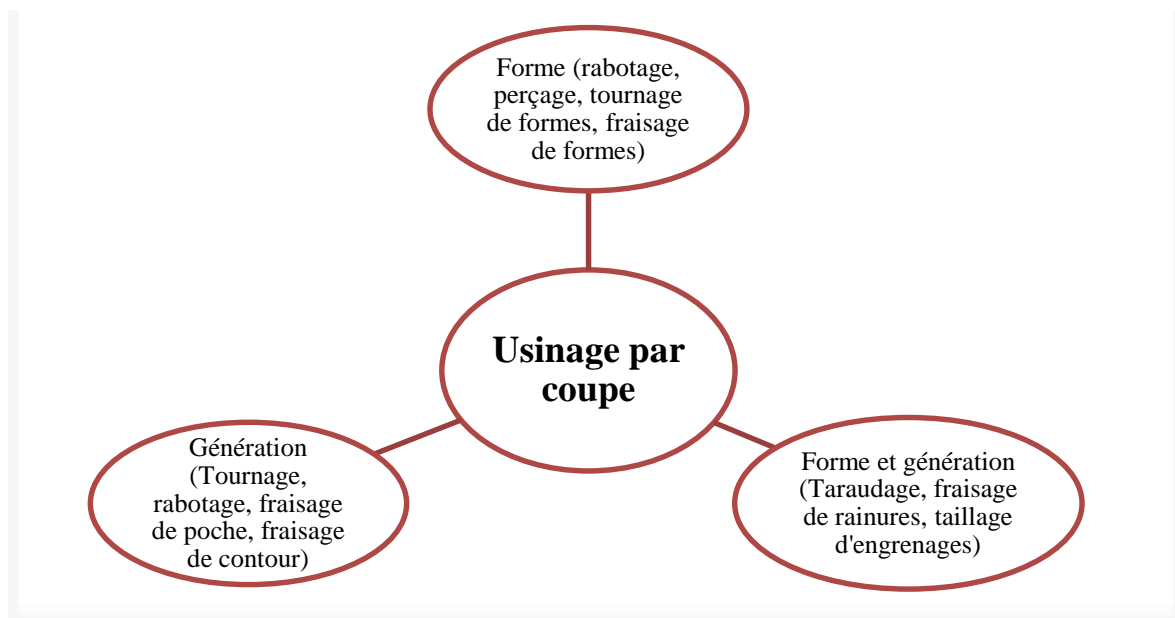 Forme (rabotage,
perçage, tournage
de formes, fraisage
de formes)
Usinage par
coupe
Génération
(Tournage,
rabotage, fraisage
de poche, fraisage
de contour)
Forme et génération
(Taraudage, fraisage
de rainures, taillage
d'engrenages)